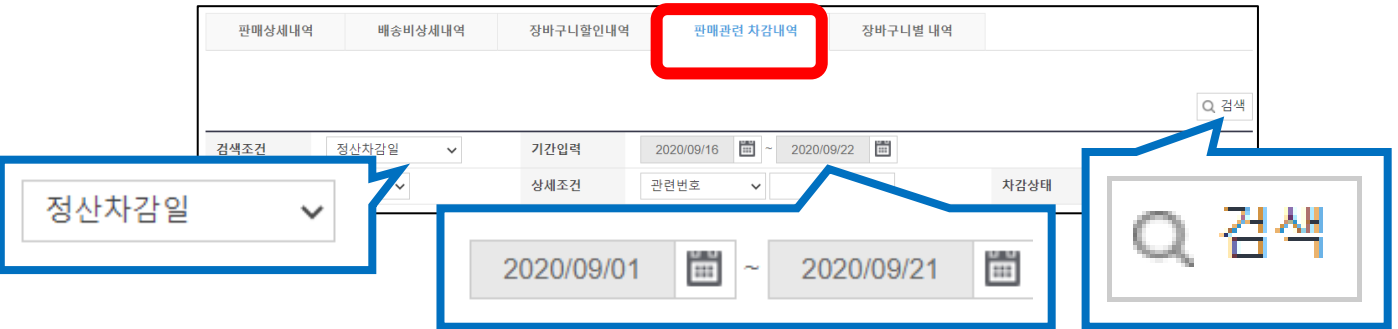 판매상세내역 배송비상세내역 장바구니할인내역 판매관련 차감내역 장바구니별 내역
검색
검색조건 정산차감일 기간입력 2020/09/16 ~ 2020/09/22
상세조건 관련번호 차감상태
정산차감일
2020/09/01 ~ 2020/09/21
검색